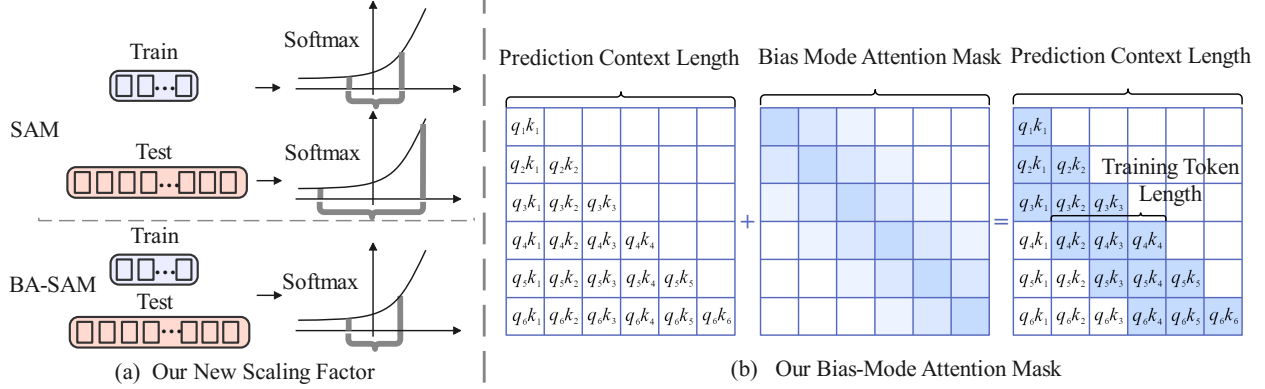 Train
Softmax
SAM
Test
Softmax
Train
BA-SAM
Softmax
Test
(a) Our New Scaling Factor
Prediction Context Length
Bias Mode Attention Mask
Prediction Context Length
q₁k₁
q₂k₁ q₂k₂
q₃k₁ q₃k₂ q₃k₃
q₄k₁ q₄k₂ q₄k₃ q₄k₄
q₅k₁ q₅k₂ q₅k₃ q₅k₄ q₅k₅
q₆k₁ q₆k₂ q₆k₃ q₆k₄ q₆k₅ q₆k₆
+
=
q₁k₁
q₂k₁ q₂k₂
Training Token
Length
q₃k₁ q₃k₂ q₃k₃
q₄k₁ q₄k₂ q₄k₃ q₄k₄
q₅k₁ q₅k₂ q₅k₃ q₅k₄ q₅k₅
q₆k₁ q₆k₂ q₆k₃ q₆k₄ q₆k₅ q₆k₆
(b) Our Bias-Mode Attention Mask